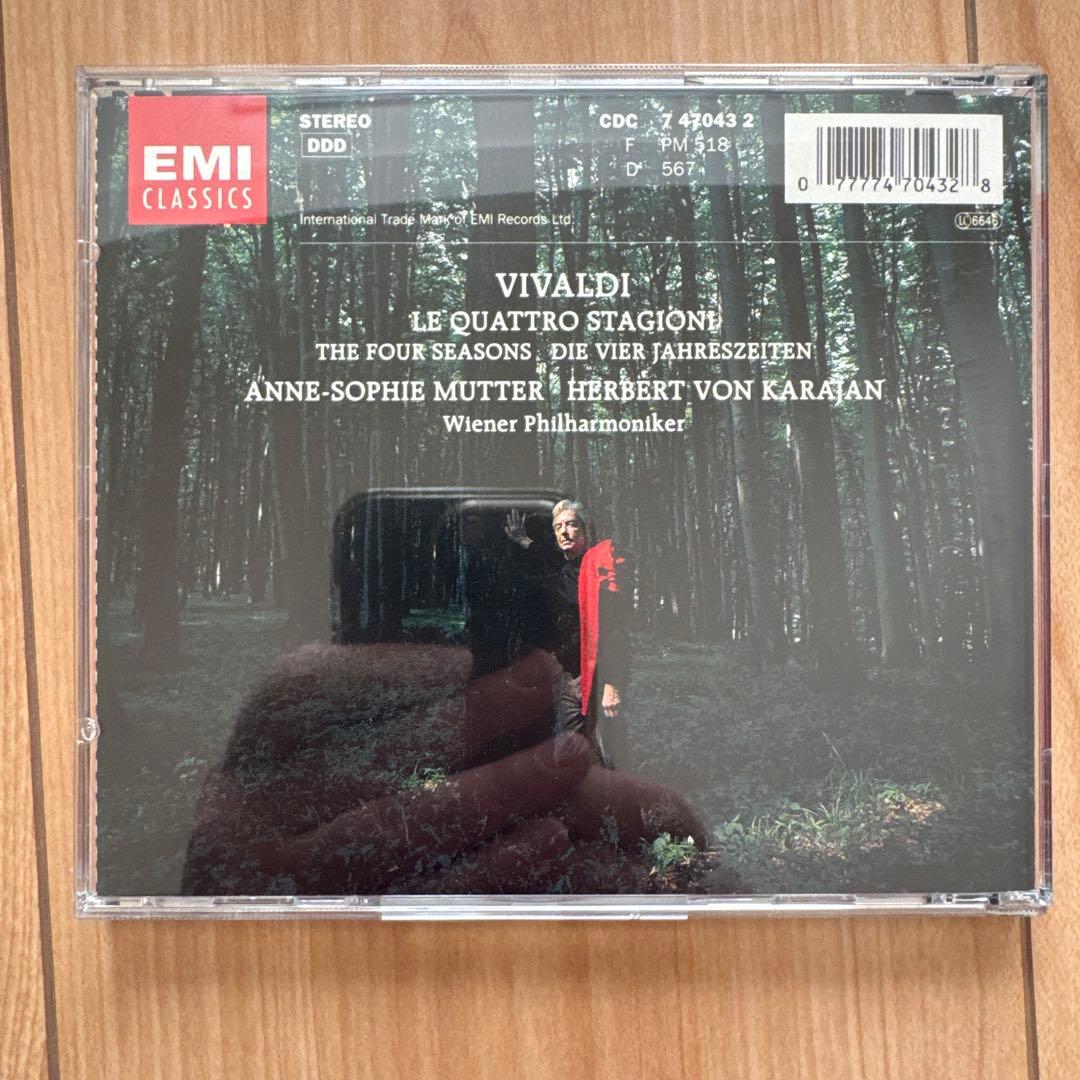 EMI
CLASSICS
STEREO
DDD
CDC 7 47043 2
F PM 518
D 567
0 77774 70432 8
International Trade Mark of EMI Records Ltd.
LC 6646
VIVALDI
LE QUATTRO STAGIONI
THE FOUR SEASONS DIE VIER JAHRESZEITEN
ANNE-SOPHIE MUTTER HERBERT VON KARAJAN
Wiener Philharmoniker